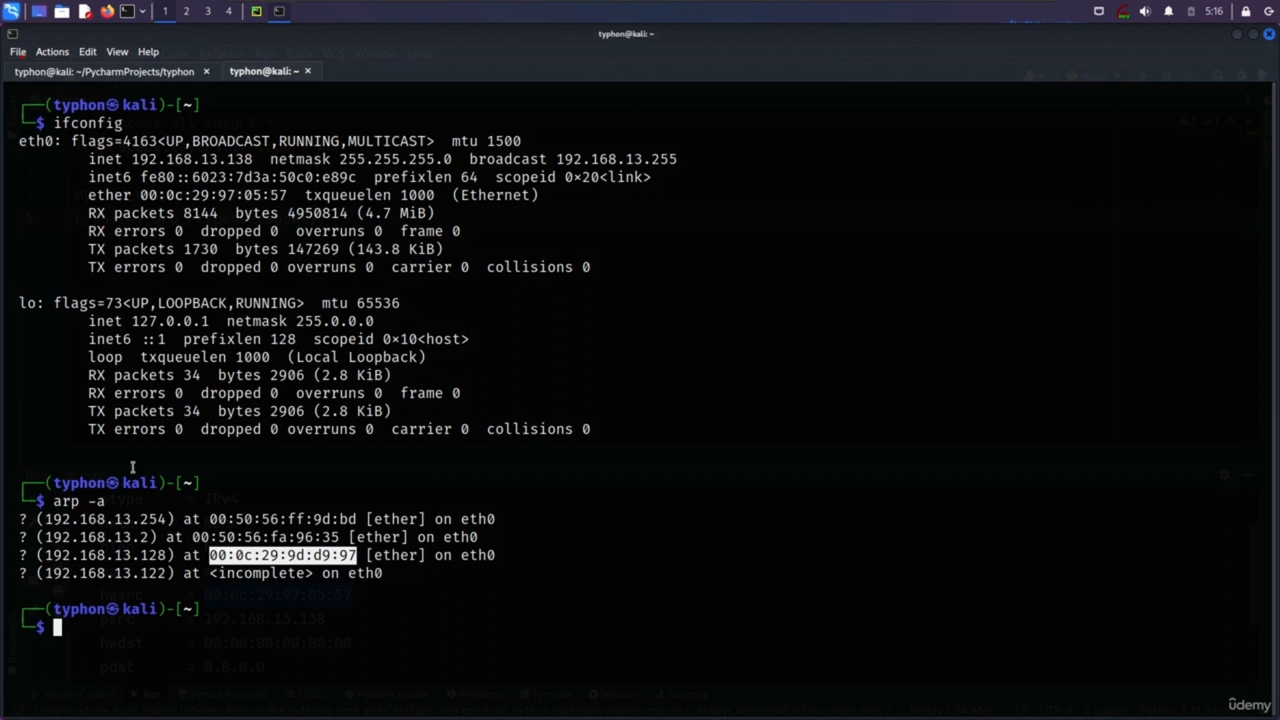 1 2 3 4
5:16
typhon@kali: ~
File Actions Edit View Help
typhon@kali: ~/PycharmProjects/typhon × typhon@kali: ~ ×
┌──(typhon㉿kali)-[~]
└─$ ifconfig
eth0: flags=4163<UP,BROADCAST,RUNNING,MULTICAST> mtu 1500
inet 192.168.13.138 netmask 255.255.255.0 broadcast 192.168.13.255
inet6 fe80::6023:7d3a:50c0:e89c prefixlen 64 scopeid 0×20<link>
ether 00:0c:29:97:05:57 txqueuelen 1000 (Ethernet)
RX packets 8144 bytes 4950814 (4.7 MiB)
RX errors 0 dropped 0 overruns 0 frame 0
TX packets 1730 bytes 147269 (143.8 KiB)
TX errors 0 dropped 0 overruns 0 carrier 0 collisions 0
lo: flags=73<UP,LOOPBACK,RUNNING> mtu 65536
inet 127.0.0.1 netmask 255.0.0.0
inet6 ::1 prefixlen 128 scopeid 0×10<host>
loop txqueuelen 1000 (Local Loopback)
RX packets 34 bytes 2906 (2.8 KiB)
RX errors 0 dropped 0 overruns 0 frame 0
TX packets 34 bytes 2906 (2.8 KiB)
TX errors 0 dropped 0 overruns 0 carrier 0 collisions 0
┌──(typhon㉿kali)-[~]
└─$ arp -a
= IPv4
? (192.168.13.254) at 00:50:56:ff:9d:bd [ether] on eth0
? (192.168.13.2) at 00:50:56:fa:96:35 [ether] on eth0
? (192.168.13.128) at 00:0c:29:9d:d9:97 [ether] on eth0
? (192.168.13.122) at <incomplete> on eth0
hwsrc = 00:0c:29:97:05:57
┌──(typhon㉿kali)-[~]
psrc = 192.168.13.138
└─$
hwdst = 00:00:00:00:00:00
pdst = 8.8.8.8
ûdemy